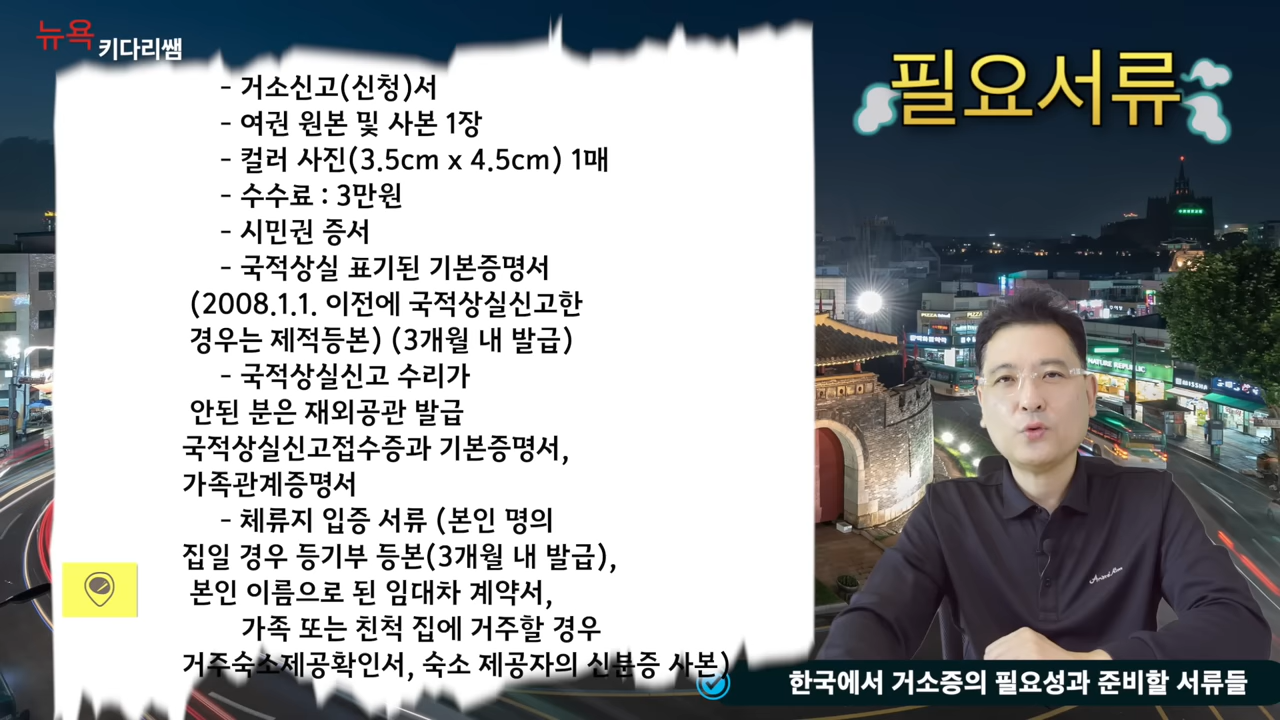 뉴욕 키다리쌤
필요서류
- 거소신고(신청)서
- 여권 원본 및 사본 1장
- 컬러 사진(3.5cm x 4.5cm) 1매
- 수수료 : 3만원
- 시민권 증서
- 국적상실 표기된 기본증명서
(2008.1.1. 이전에 국적상실신고한
경우는 제적등본) (3개월 내 발급)
- 국적상실신고 수리가
안된 분은 재외공관 발급
국적상실신고접수증과 기본증명서,
가족관계증명서
- 체류지 입증 서류 (본인 명의
집일 경우 등기부 등본(3개월 내 발급),
본인 이름으로 된 임대차 계약서,
가족 또는 친척 집에 거주할 경우
거주숙소제공확인서, 숙소 제공자의 신분증 사본)
PIZZA
NATURE REPUBLIC
MISSHA
한국에서 거소증의 필요성과 준비할 서류들